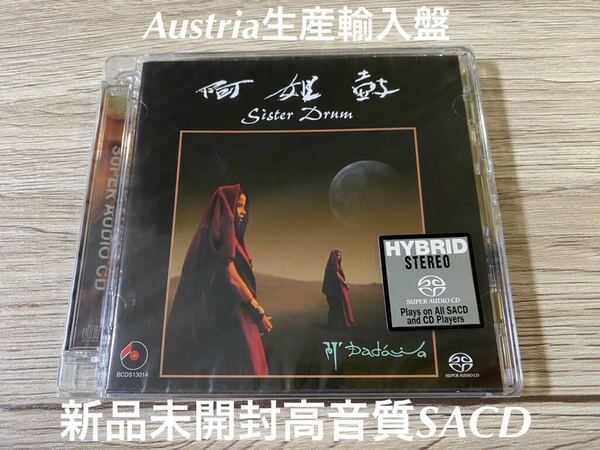 Austria生産輸入盤
阿姐鼓
Sister Drum
SUPER AUDIO CD
HYBRID
STEREO
SUPER AUDIO CD
Plays on All SACD
and CD Players
Dadawa
BCDS13014
SUPER AUDIO CD
新品未開封高音質SACD